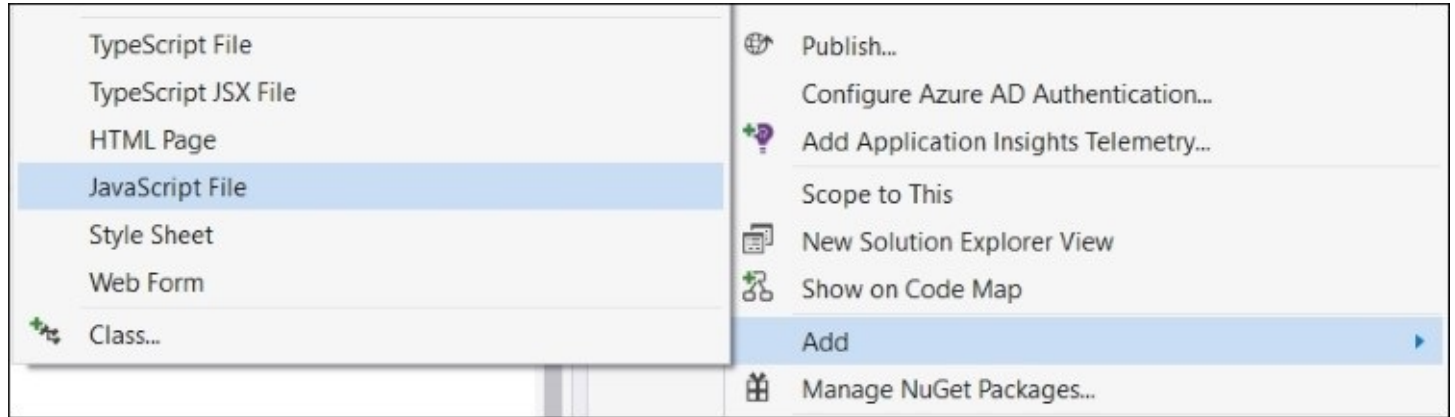 TypeScript File
TypeScript JSX File
HTML Page
JavaScript File
Style Sheet
Web Form
Class...
Publish...
Configure Azure AD Authentication...
Add Application Insights Telemetry...
Scope to This
New Solution Explorer View
Show on Code Map
Add
Manage NuGet Packages...